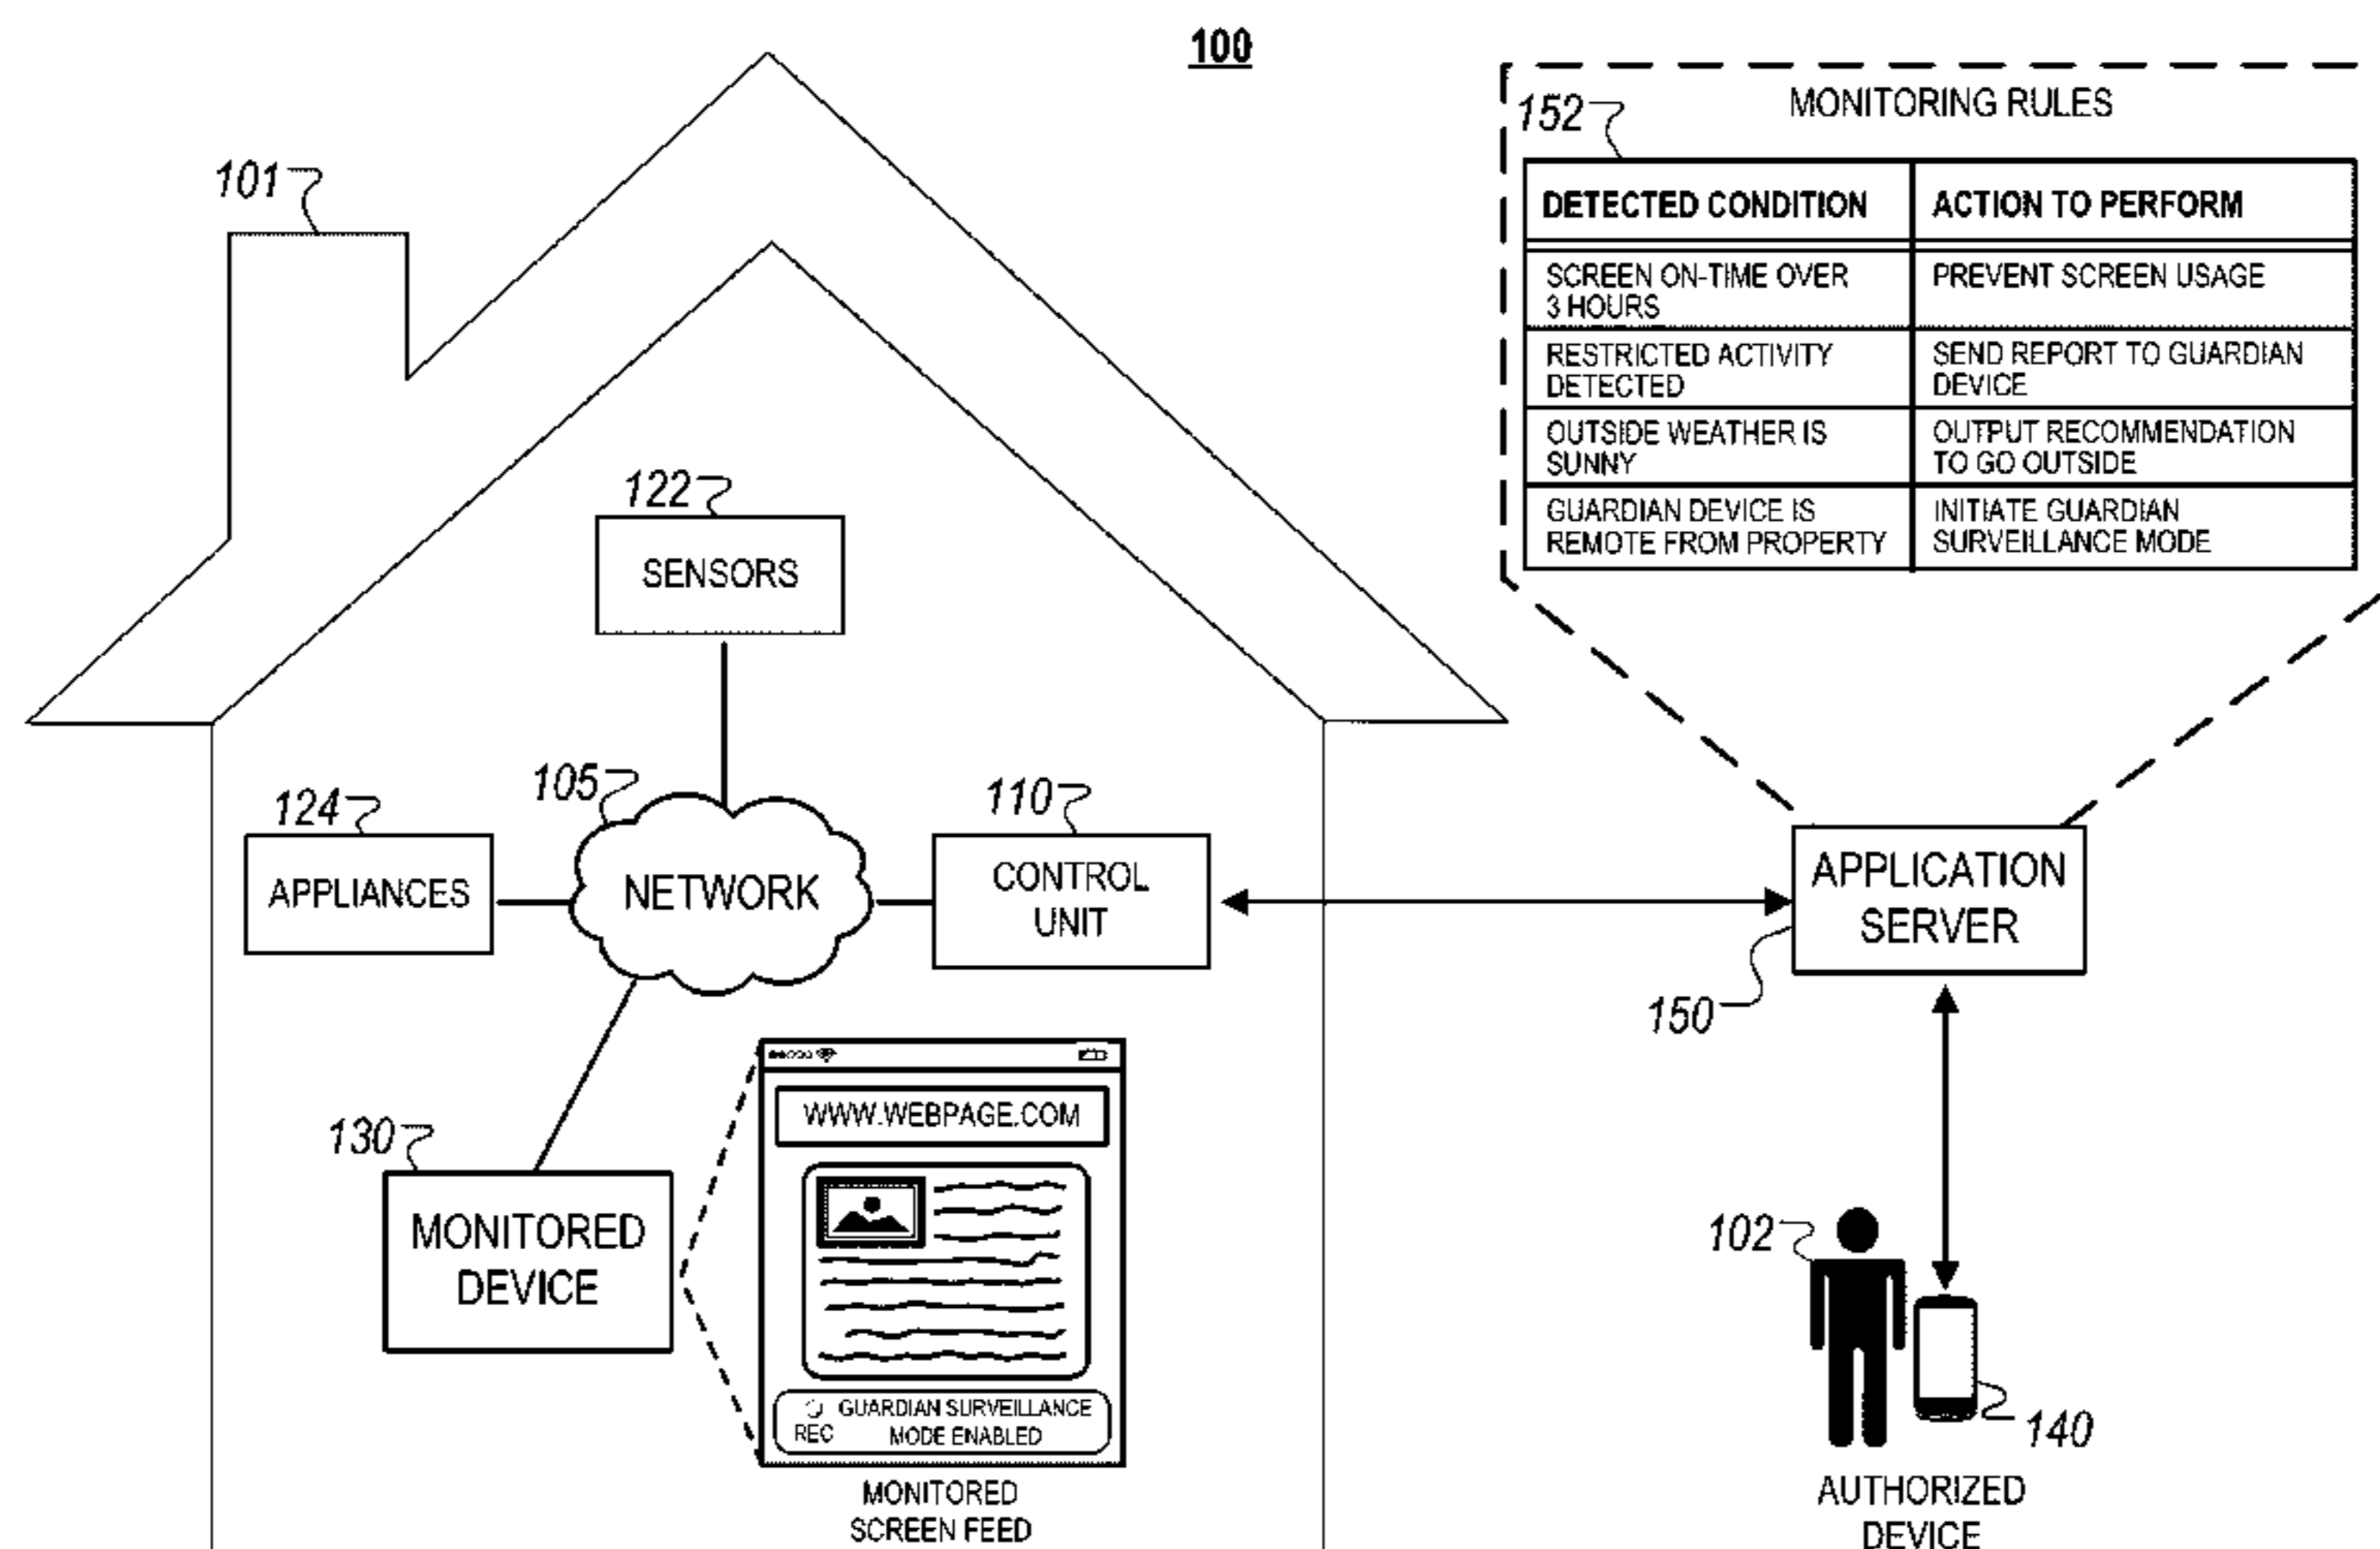 100
101
152
MONITORING RULES
DETECTED CONDITION
ACTION TO PERFORM
SCREEN ON-TIME OVER
3 HOURS
PREVENT SCREEN USAGE
RESTRICTED ACTIVITY
DETECTED
SEND REPORT TO GUARDIAN
DEVICE
OUTSIDE WEATHER IS
SUNNY
OUTPUT RECOMMENDATION
TO GO OUTSIDE
GUARDIAN DEVICE IS
REMOTE FROM PROPERTY
INITIATE GUARDIAN
SURVEILLANCE MODE
122
SENSORS
105
NETWORK
124
APPLIANCES
110
CONTROL
UNIT
APPLICATION
SERVER
150
130
MONITORED
DEVICE
WWW.WEBPAGE.COM
REC
GUARDIAN SURVEILLANCE
MODE ENABLED
MONITORED
SCREEN FEED
102
140
AUTHORIZED
DEVICE